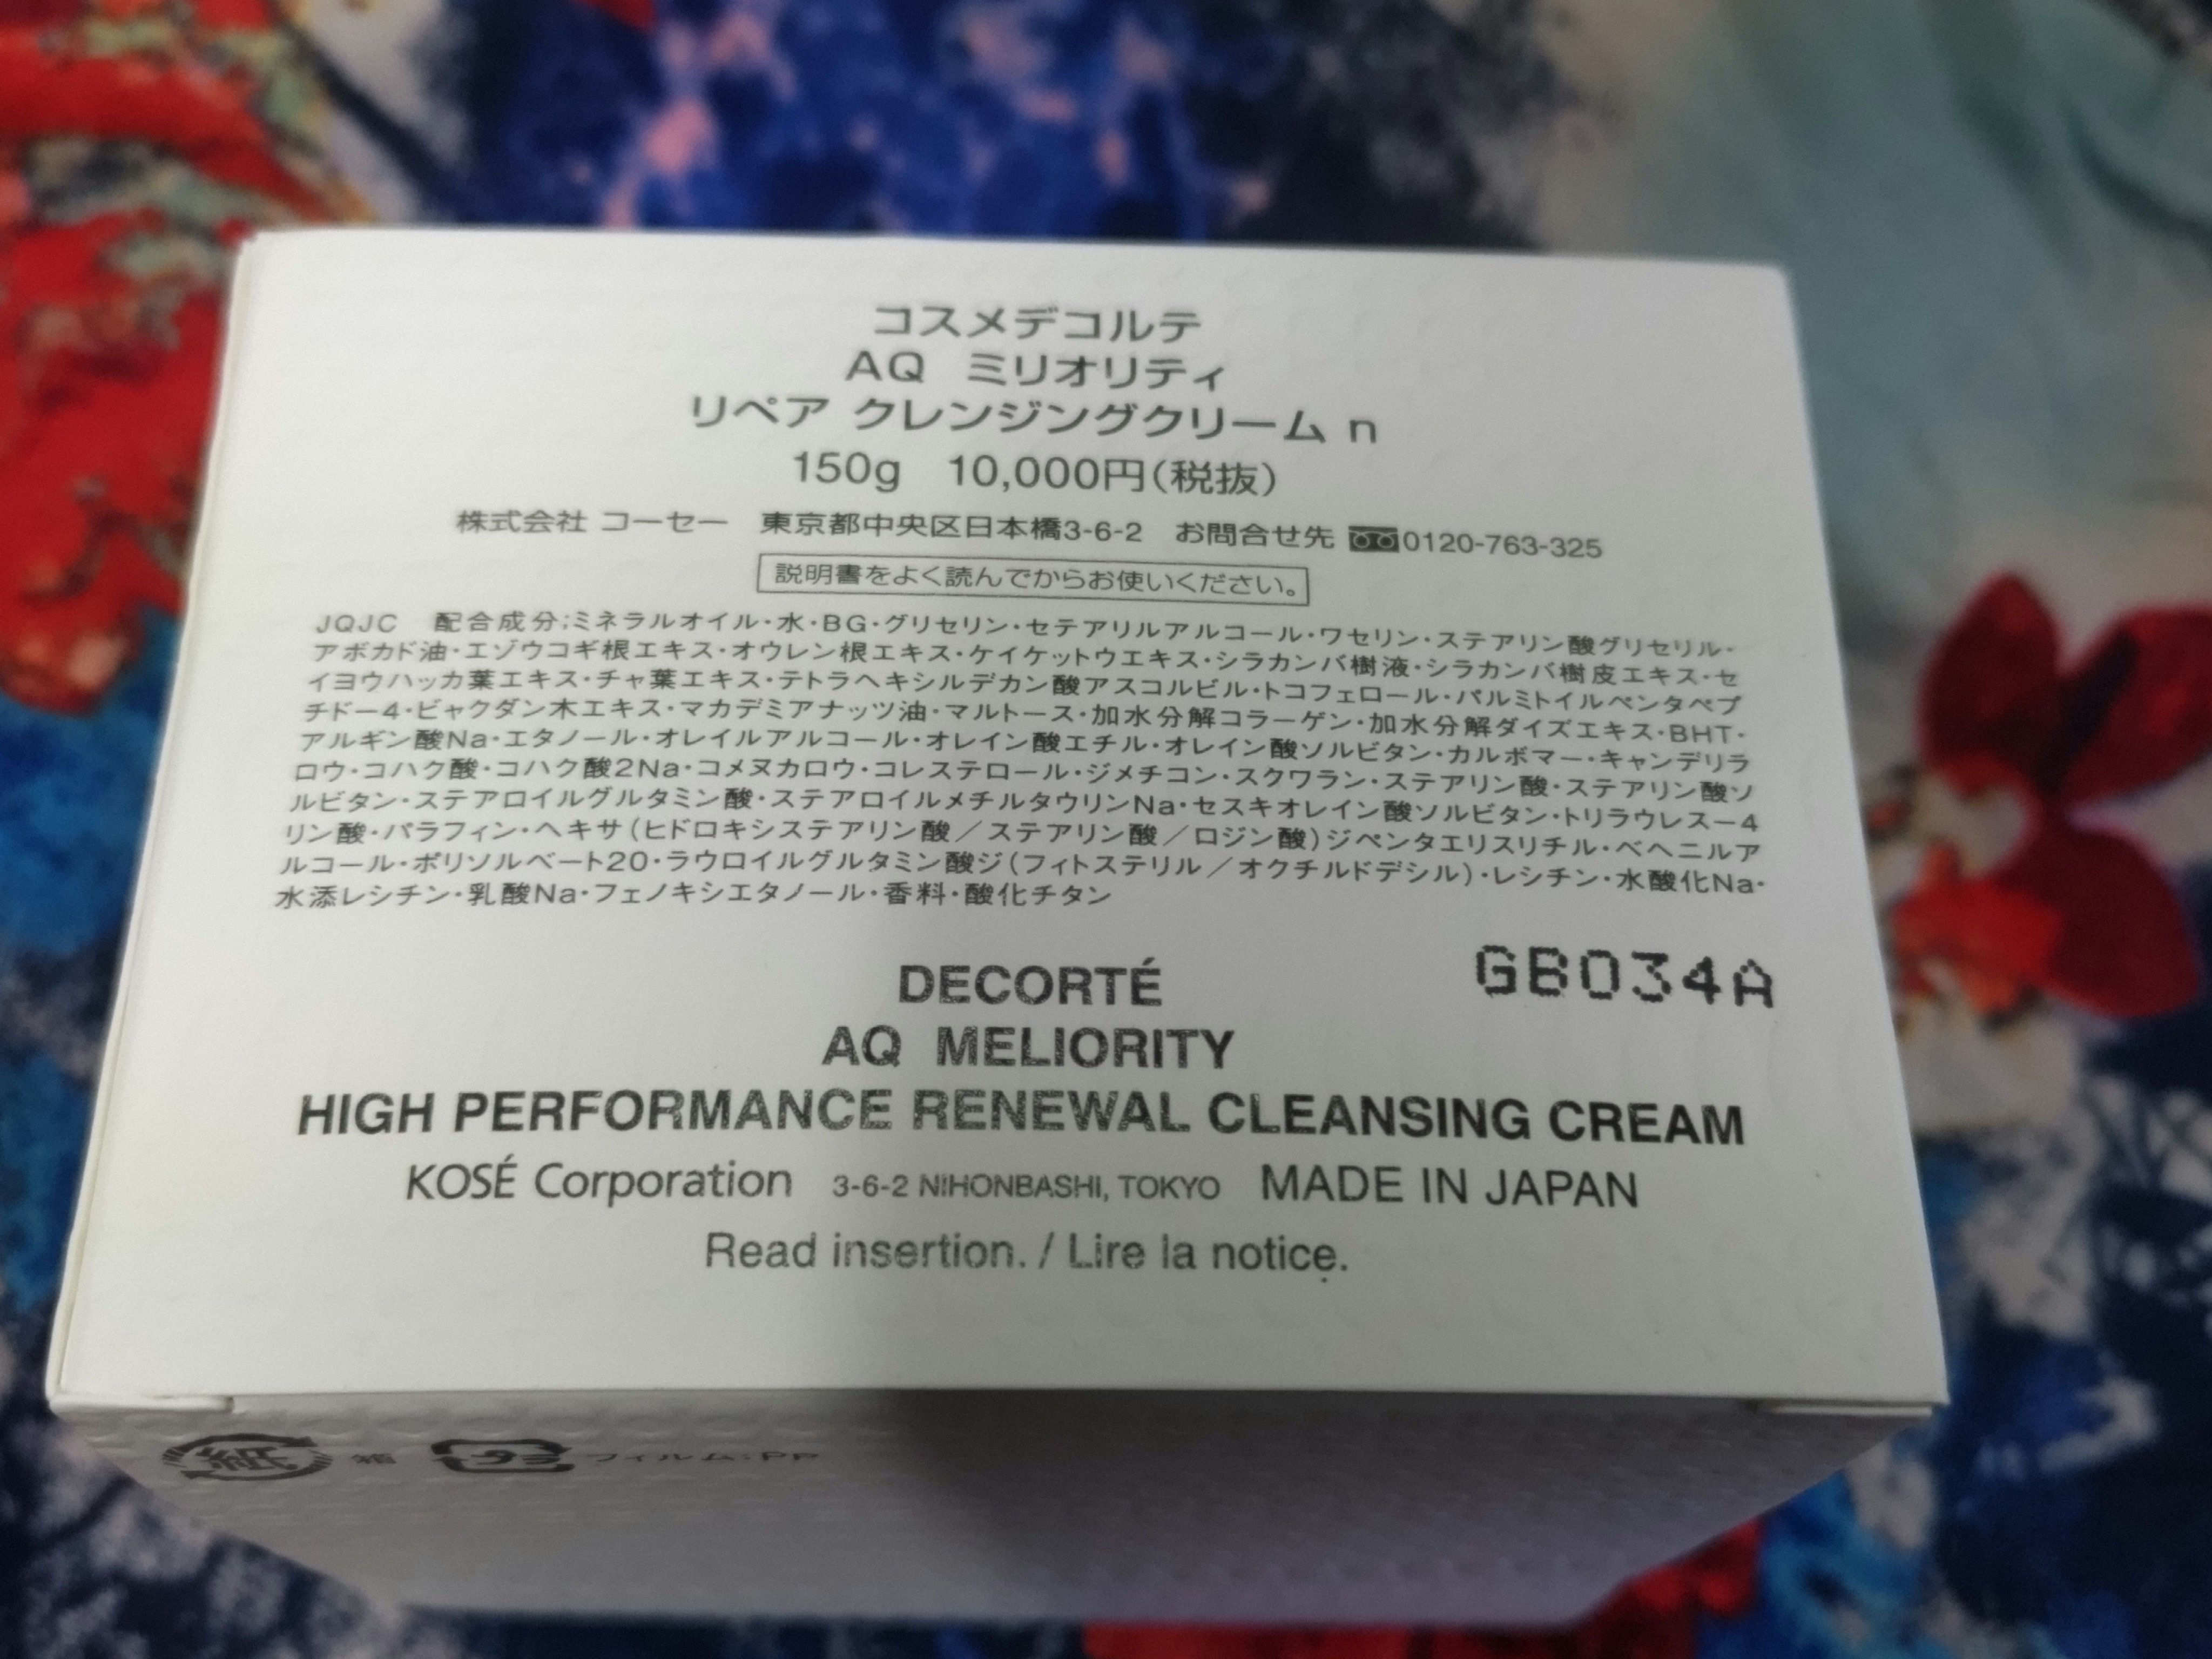 コスメデコルテ
AQ ミリオリティ
リペア クレンジングクリーム n
150g 10,000円(税抜)
株式会社 コーセー 東京都中央区日本橋3-6-2 お問合せ先 0120-763-325
説明書をよく読んでからお使いください。
JQJC 配合成分;ミネラルオイル・水・BG・グリセリン・セテアリルアルコール・ワセリン・ステアリン酸グリセリル・
アボカド油・エゾウコギ根エキス・オウレン根エキス・ケイケットウエキス・シラカンバ樹液・シラカンバ樹皮エキス・セ
イヨウハッカ葉エキス・チャ葉エキス・テトラヘキシルデカン酸アスコルビル・トコフェロール・パルミトイルペンタペプ
チドー4・ビャクダン木エキス・マカデミアナッツ油・マルトース・加水分解コラーゲン・加水分解ダイズエキス・BHT・
アルギン酸Na・エタノール・オレイルアルコール・オレイン酸エチル・オレイン酸ソルビタン・カルボマー・キャンデリラ
ロウ・コハク酸・コハク酸2Na・コメヌカロウ・コレステロール・ジメチコン・スクワラン・ステアリン酸・ステアリン酸ソ
ルビタン・ステアロイルグルタミン酸・ステアロイルメチルタウリンNa・セスキオレイン酸ソルビタン・トリラウレスー4
リン酸・パラフィン・ヘキサ(ヒドロキシステアリン酸/ステアリン酸/ロジン酸)ジペンタエリスリチル・ベヘニルア
ルコール・ポリソルベート20・ラウロイルグルタミン酸ジ(フィトステリル/オクチルドデシル)・レシチン・水酸化Na・
水添レシチン・乳酸Na・フェノキシエタノール・香料・酸化チタン
GB034A
DECORTÉ
AQ MELIORITY
HIGH PERFORMANCE RENEWAL CLEANSING CREAM
KOSÉ Corporation 3-6-2 NIHONBASHI, TOKYO MADE IN JAPAN
Read insertion. / Lire la notice.
紙 箱 プラ フィルム:PP